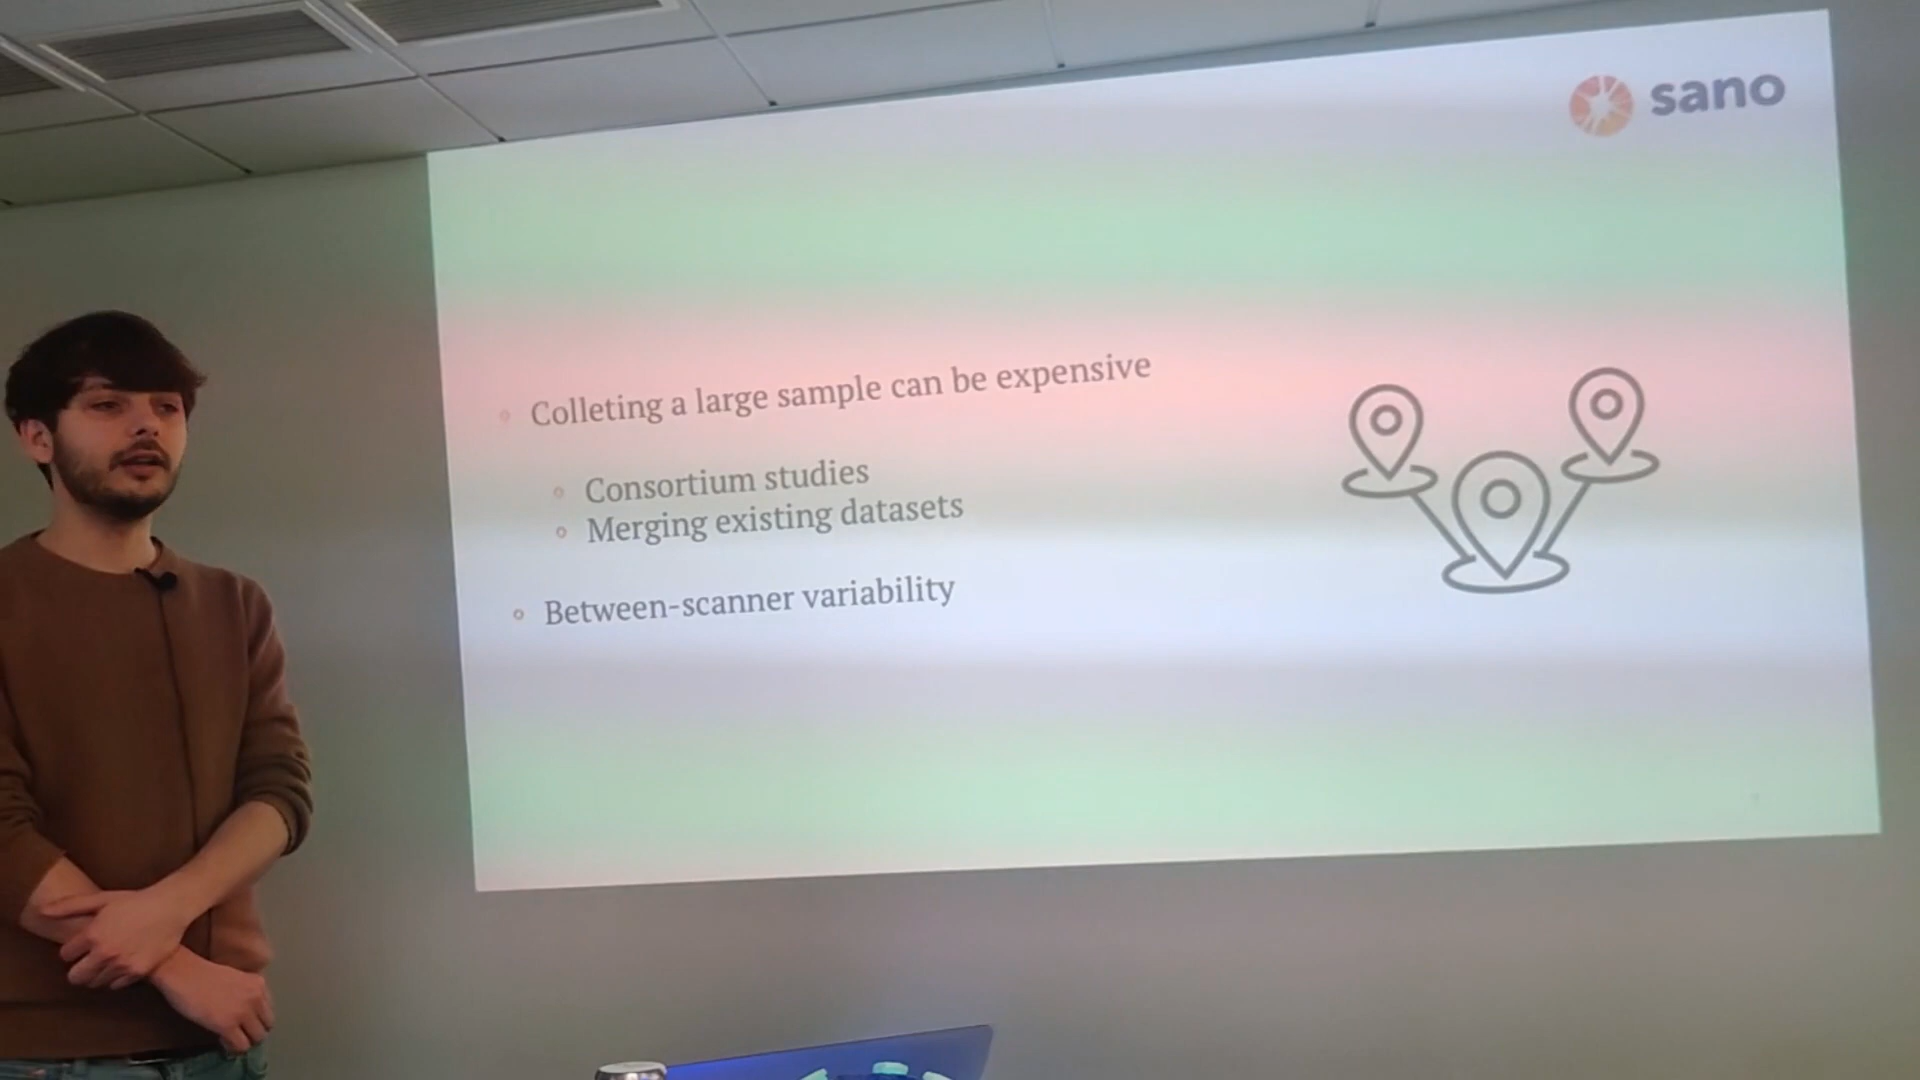 sano
Colleting a large sample can be expensive
Consortium studies
Merging existing datasets
Between-scanner variability